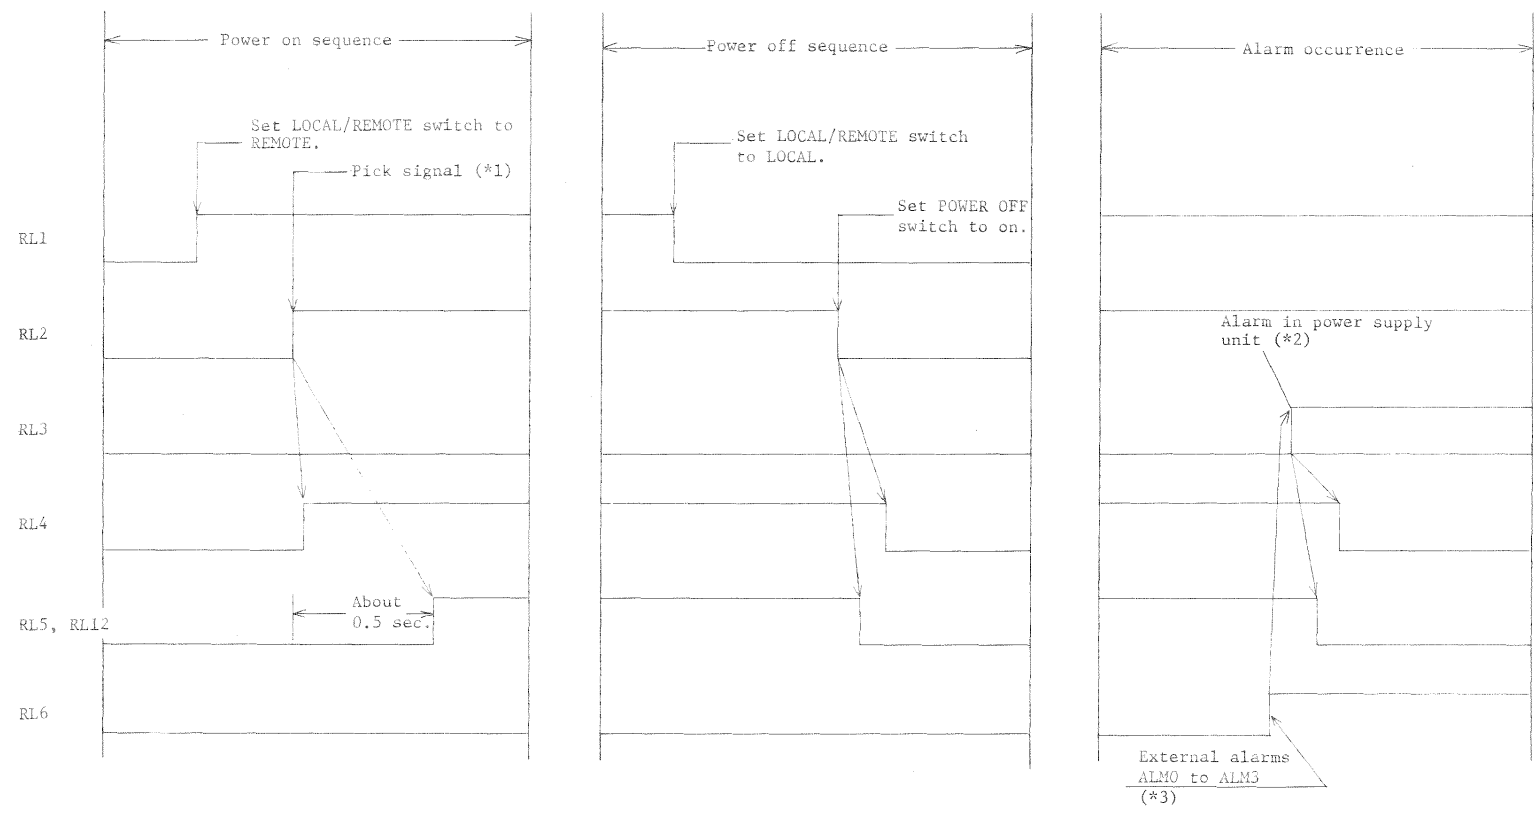 Power on sequence
Power off sequence
Alarm occurrence
Set LOCAL/REMOTE switch to
REMOTE.
Pick signal (*1)
Set LOCAL/REMOTE switch
to LOCAL.
Set POWER OFF
switch to on.
RL1
RL2
Alarm in power supply
unit (*2)
RL3
RL4
About
0.5 sec.
RL5, RL12
RL6
External alarms
ALM0 to ALM3
(*3)